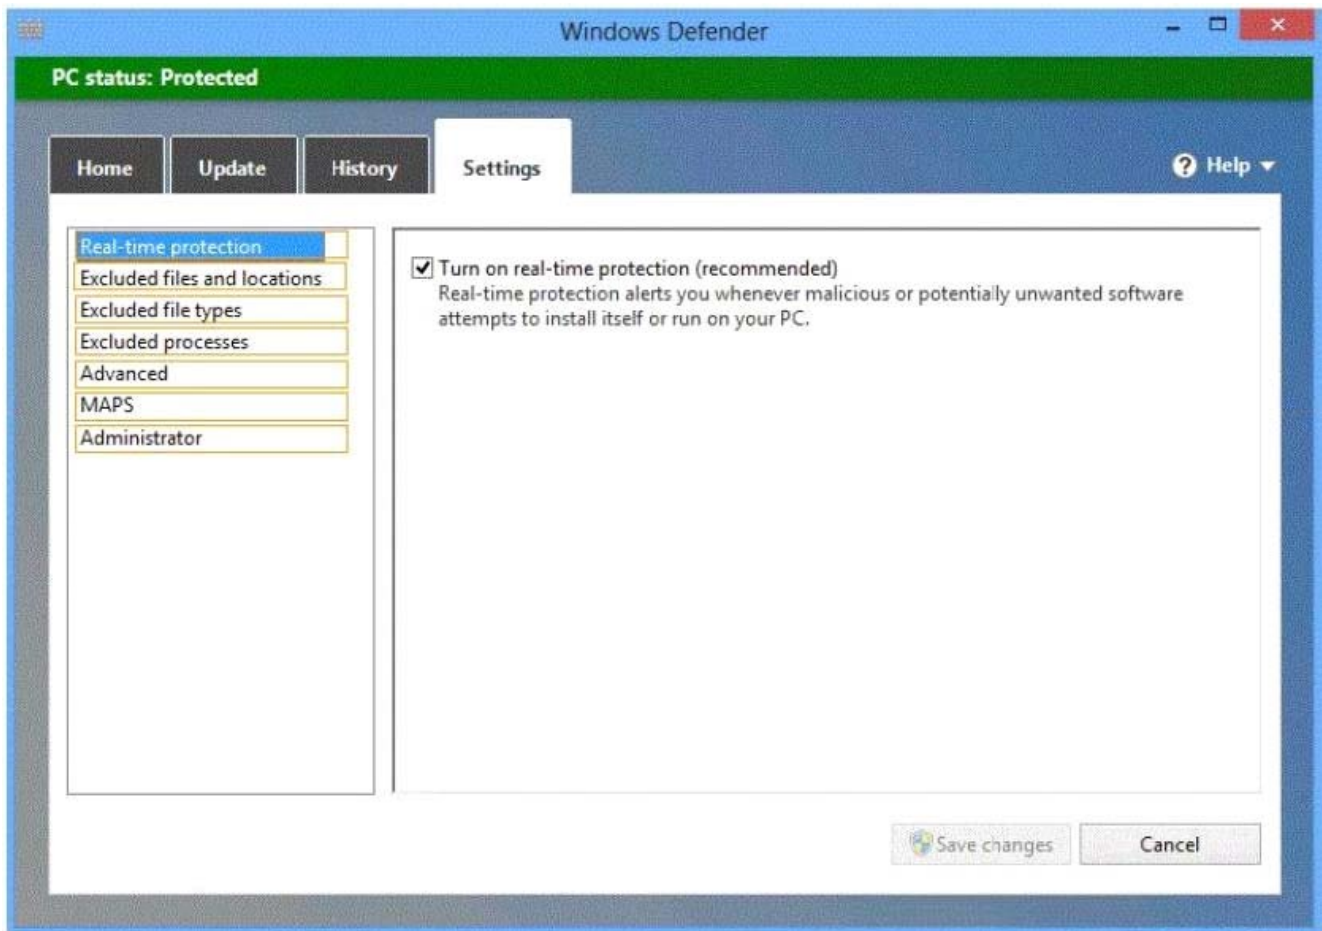 Windows Defender
PC status: Protected
Home
Update
History
Settings
Help
Real-time protection
Excluded files and locations
Excluded file types
Excluded processes
Advanced
MAPS
Administrator
Turn on real-time protection (recommended)
Real-time protection alerts you whenever malicious or potentially unwanted software
attempts to install itself or run on your PC.
Save changes
Cancel